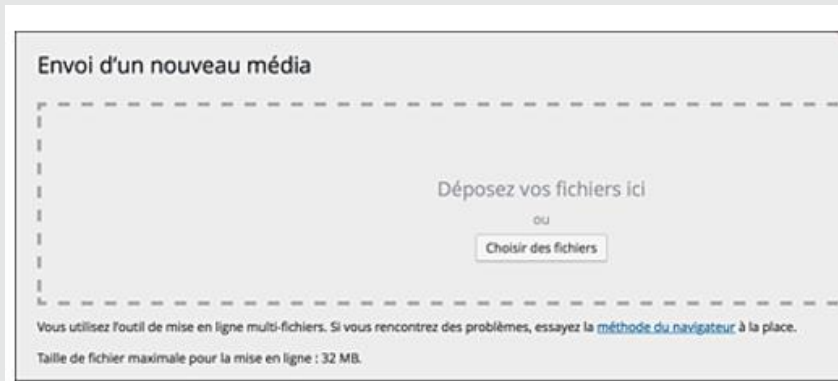 Envoi d'un nouveau média
Déposez vos fichiers ici
ou
Choisir des fichiers
Vous utilisez l'outil de mise en ligne multi-fichiers. Si vous rencontrez des problèmes, essayez la méthode du navigateur à la place.
Taille de fichier maximale pour la mise en ligne : 32 MB.